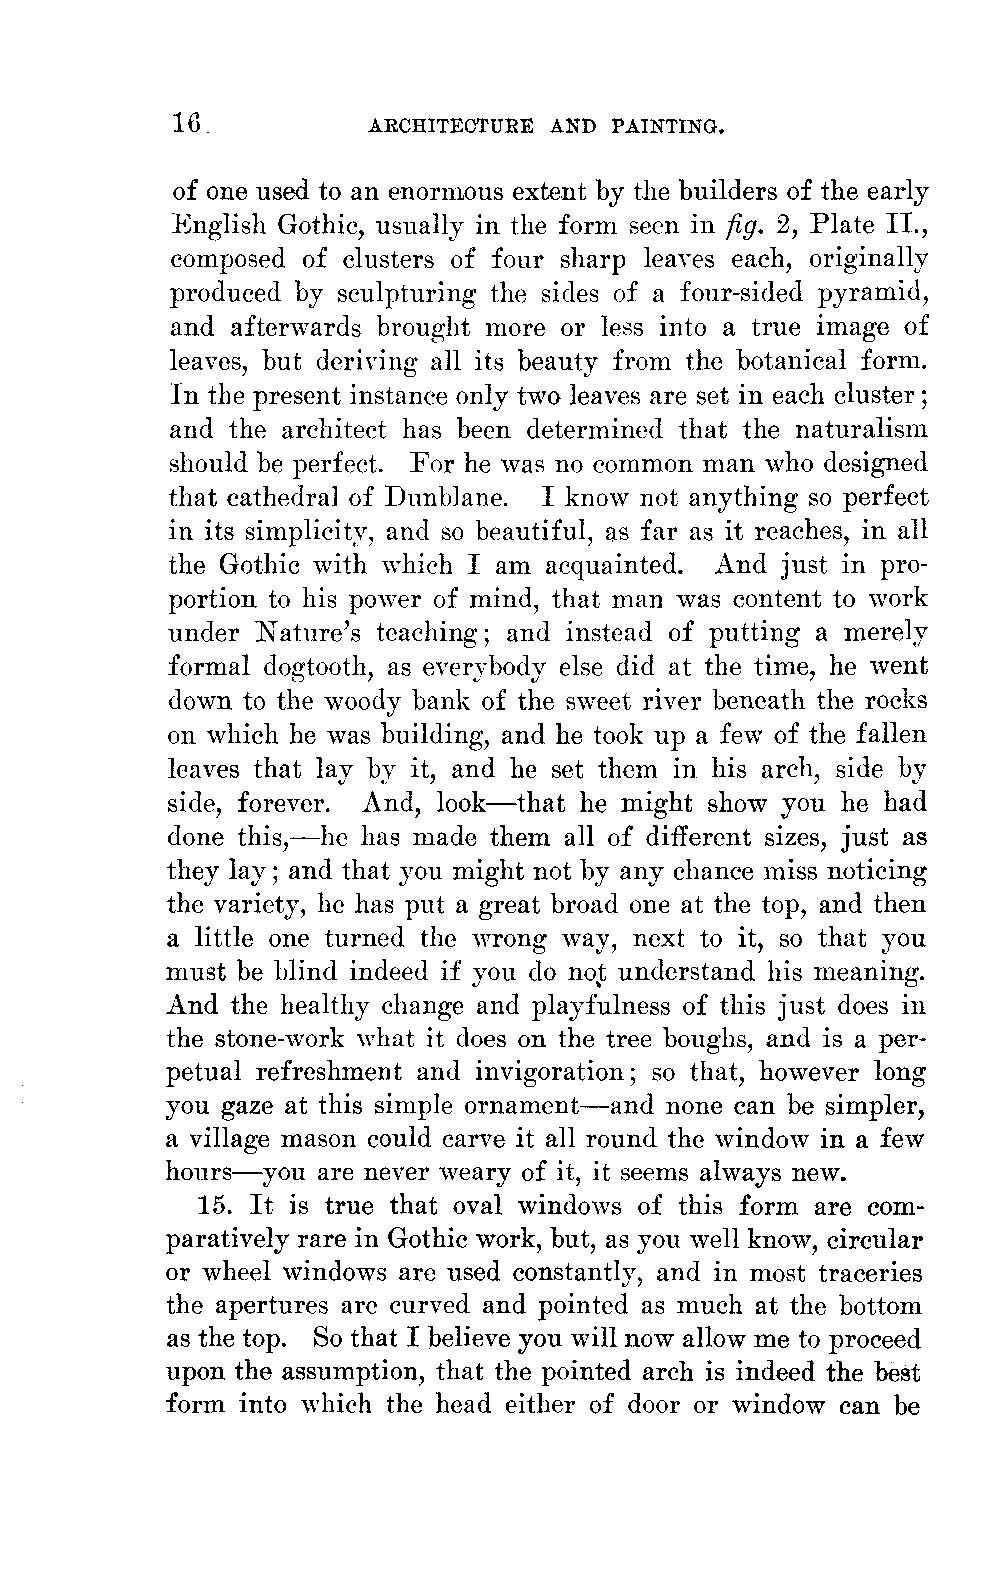 16. ARCHITECTURE AND PAINTING.
of one used to an enormous extent by the builders of the early
English Gothic, usually in the form seen in fig. 2, Plate II.,
composed of clusters of four sharp leaves each, originally
produced by sculpturing the sides of a four-sided pyramid,
and afterwards brought more or less into a true image of
leaves, but deriving all its beauty from the botanical form.
In the present instance only two leaves are set in each cluster;
and the architect has been determined that the naturalism
should be perfect. For he was no common man who designed
that cathedral of Dunblane. I know not anything so perfect
in its simplicity, and so beautiful, as far as it reaches, in all
the Gothic with which I am acquainted. And just in pro-
portion to his power of mind, that man was content to work
under Nature's teaching; and instead of putting a merely
formal dogtooth, as everybody else did at the time, he went
down to the woody bank of the sweet river beneath the rocks
on which he was building, and he took up a few of the fallen
leaves that lay by it, and he set them in his arch, side by
side, forever. And, look—that he might show you he had
done this,—he has made them all of different sizes, just as
they lay; and that you might not by any chance miss noticing
the variety, he has put a great broad one at the top, and then
a little one turned the wrong way, next to it, so that you
must be blind indeed if you do not understand his meaning.
And the healthy change and playfulness of this just does in
the stone-work what it does on the tree boughs, and is a per-
petual refreshment and invigoration; so that, however long
you gaze at this simple ornament—and none can be simpler,
a village mason could carve it all round the window in a few
hours—you are never weary of it, it seems always new.
15. It is true that oval windows of this form are com-
paratively rare in Gothic work, but, as you well know, circular
or wheel windows are used constantly, and in most traceries
the apertures are curved and pointed as much at the bottom
as the top. So that I believe you will now allow me to proceed
upon the assumption, that the pointed arch is indeed the best
form into which the head either of door or window can be